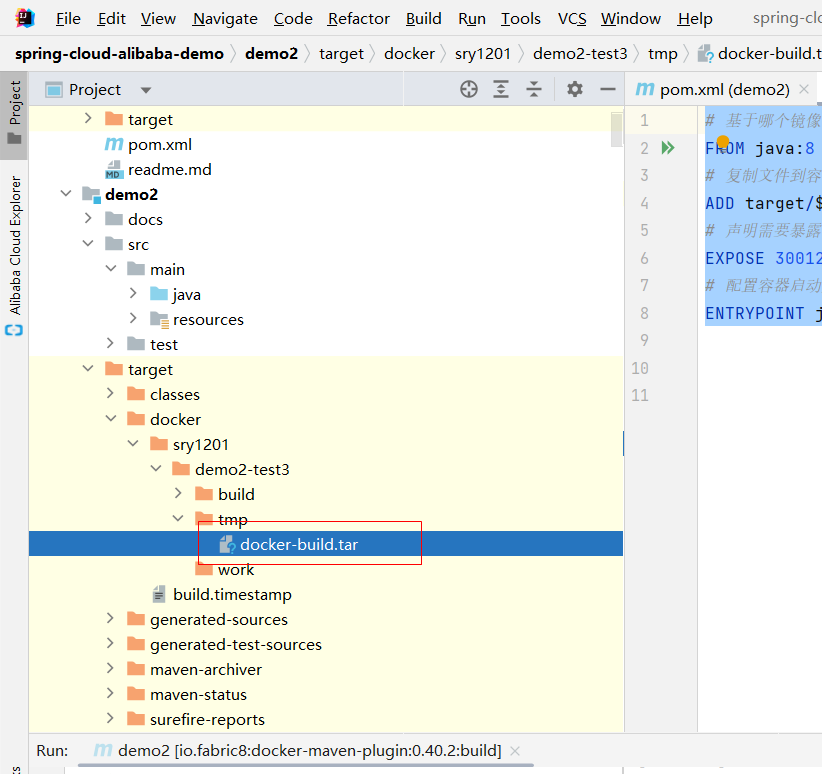 File Edit View Navigate Code Refactor Build Run Tools VCS Window Help spring-clo
spring-cloud-alibaba-demo demo2 target docker sry1201 demo2-test3 tmp docker-build.t
Project
pom.xml (demo2)
Project
Alibaba Cloud Explorer
target
pom.xml
readme.md
demo2
docs
src
main
java
resources
test
target
classes
docker
sry1201
demo2-test3
build
tmp
docker-build.tar
work
build.timestamp
generated-sources
generated-test-sources
maven-archiver
maven-status
surefire-reports
1 # 基于哪个镜像
2 FROM java:8
3 # 复制文件到容
4 ADD target/$
5 # 声明需要暴露
6 EXPOSE 30012
7 # 配置容器启动
8 ENTRYPOINT j
9
10
11
Run: demo2 [io.fabric8:docker-maven-plugin:0.40.2:build]